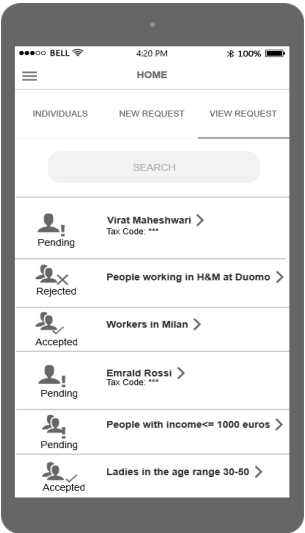 BELL 4:20 PM 100%
HOME
INDIVIDUALS NEW REQUEST VIEW REQUEST
SEARCH
Virat Maheshwari
Tax Code: ***
Pending
People working in H&M at Duomo
Rejected
Workers in Milan
Accepted
Emrald Rossi
Tax Code: ***
Pending
People with income<= 1000 euros
Pending
Ladies in the age range 30-50
Accepted